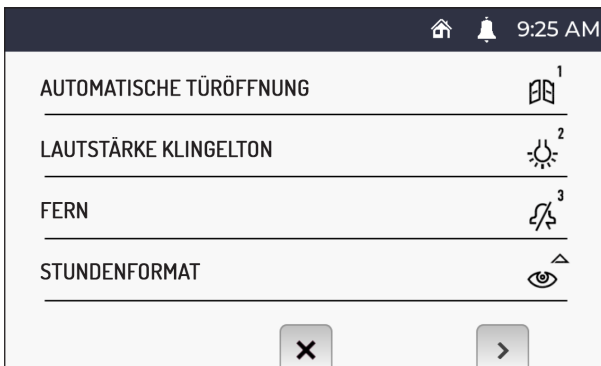 9:25 AM
AUTOMATISCHE TÜRÖFFNUNG 1
LAUTSTÄRKE KLINGELTON 2
FERN 3
STUNDENFORMAT